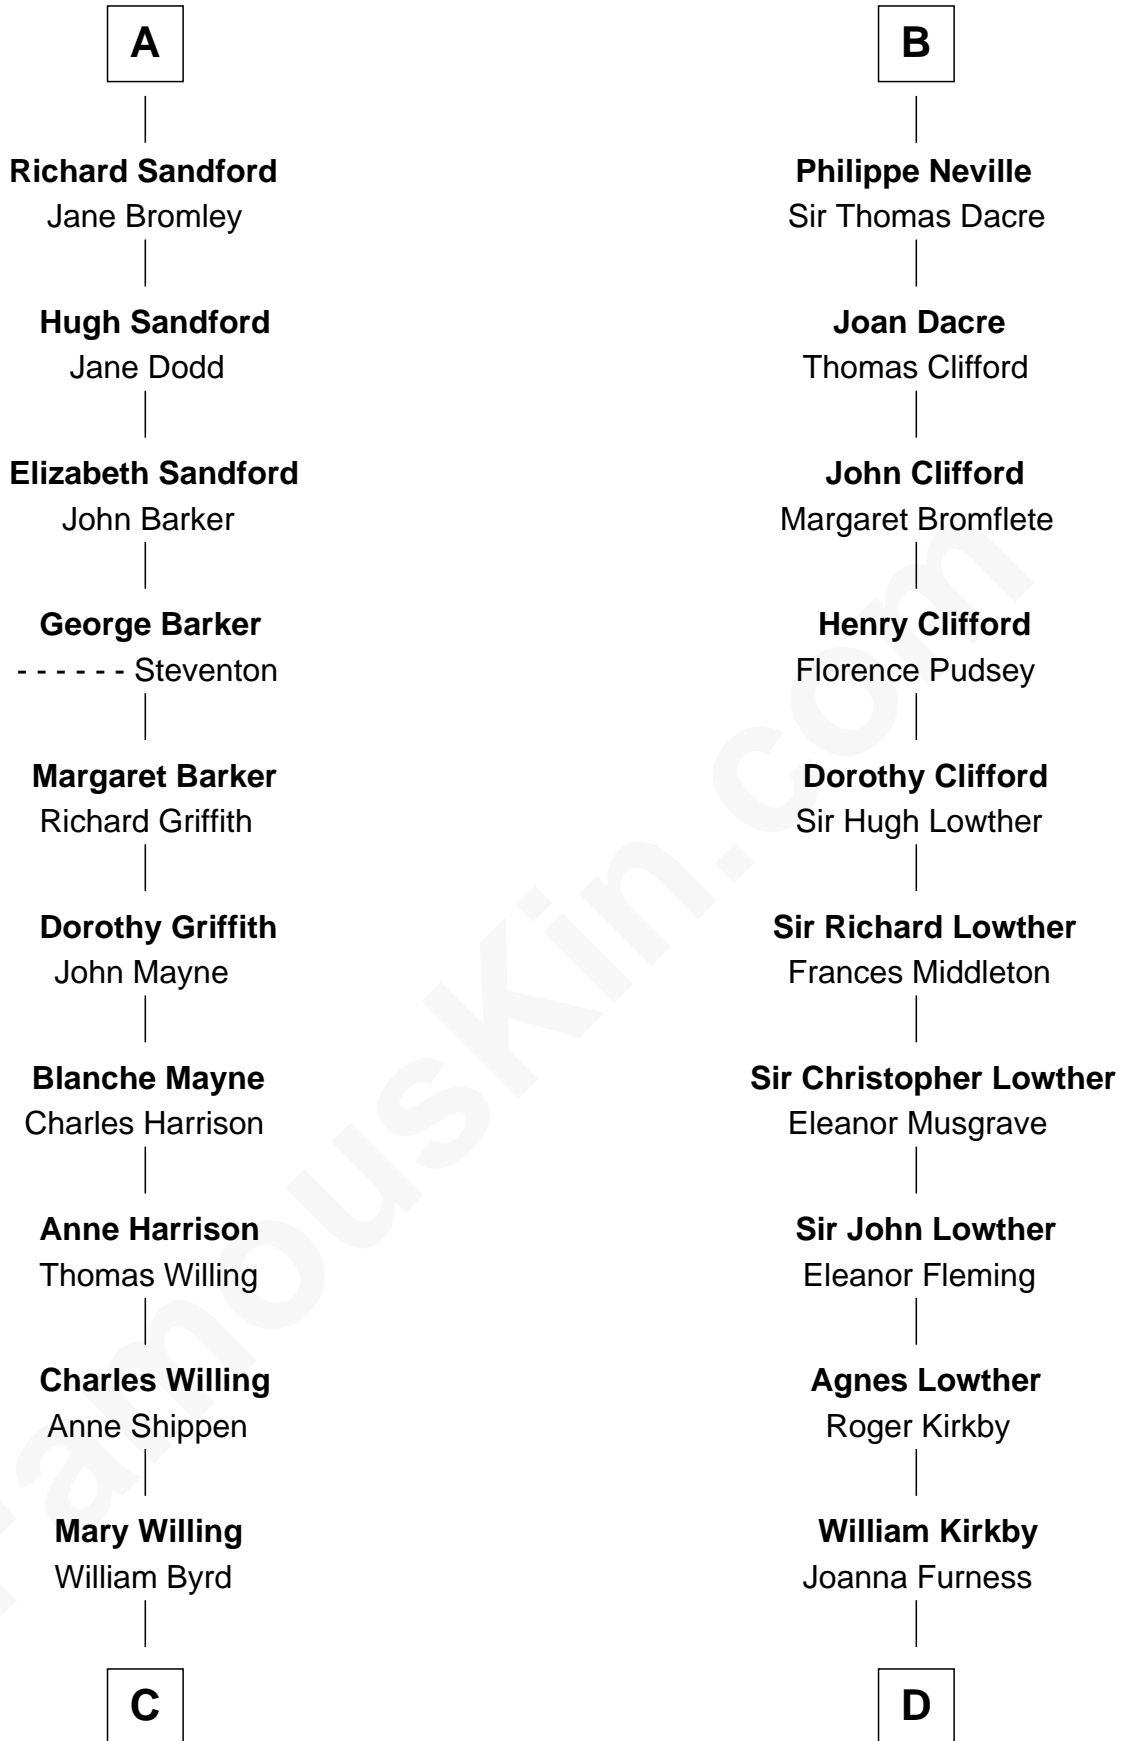 A
Richard Sandford
Jane Bromley
Hugh Sandford
Jane Dodd
Elizabeth Sandford
John Barker
George Barker
- - - - - - Steventon
Margaret Barker
Richard Griffith
Dorothy Griffith
John Mayne
Blanche Mayne
Charles Harrison
Anne Harrison
Thomas Willing
Charles Willing
Anne Shippen
Mary Willing
William Byrd
C
B
Philippe Neville
Sir Thomas Dacre
Joan Dacre
Thomas Clifford
John Clifford
Margaret Bromflete
Henry Clifford
Florence Pudsey
Dorothy Clifford
Sir Hugh Lowther
Sir Richard Lowther
Frances Middleton
Sir Christopher Lowther
Eleanor Musgrave
Sir John Lowther
Eleanor Fleming
Agnes Lowther
Roger Kirkby
William Kirkby
Joanna Furness
D
FamousKin.com